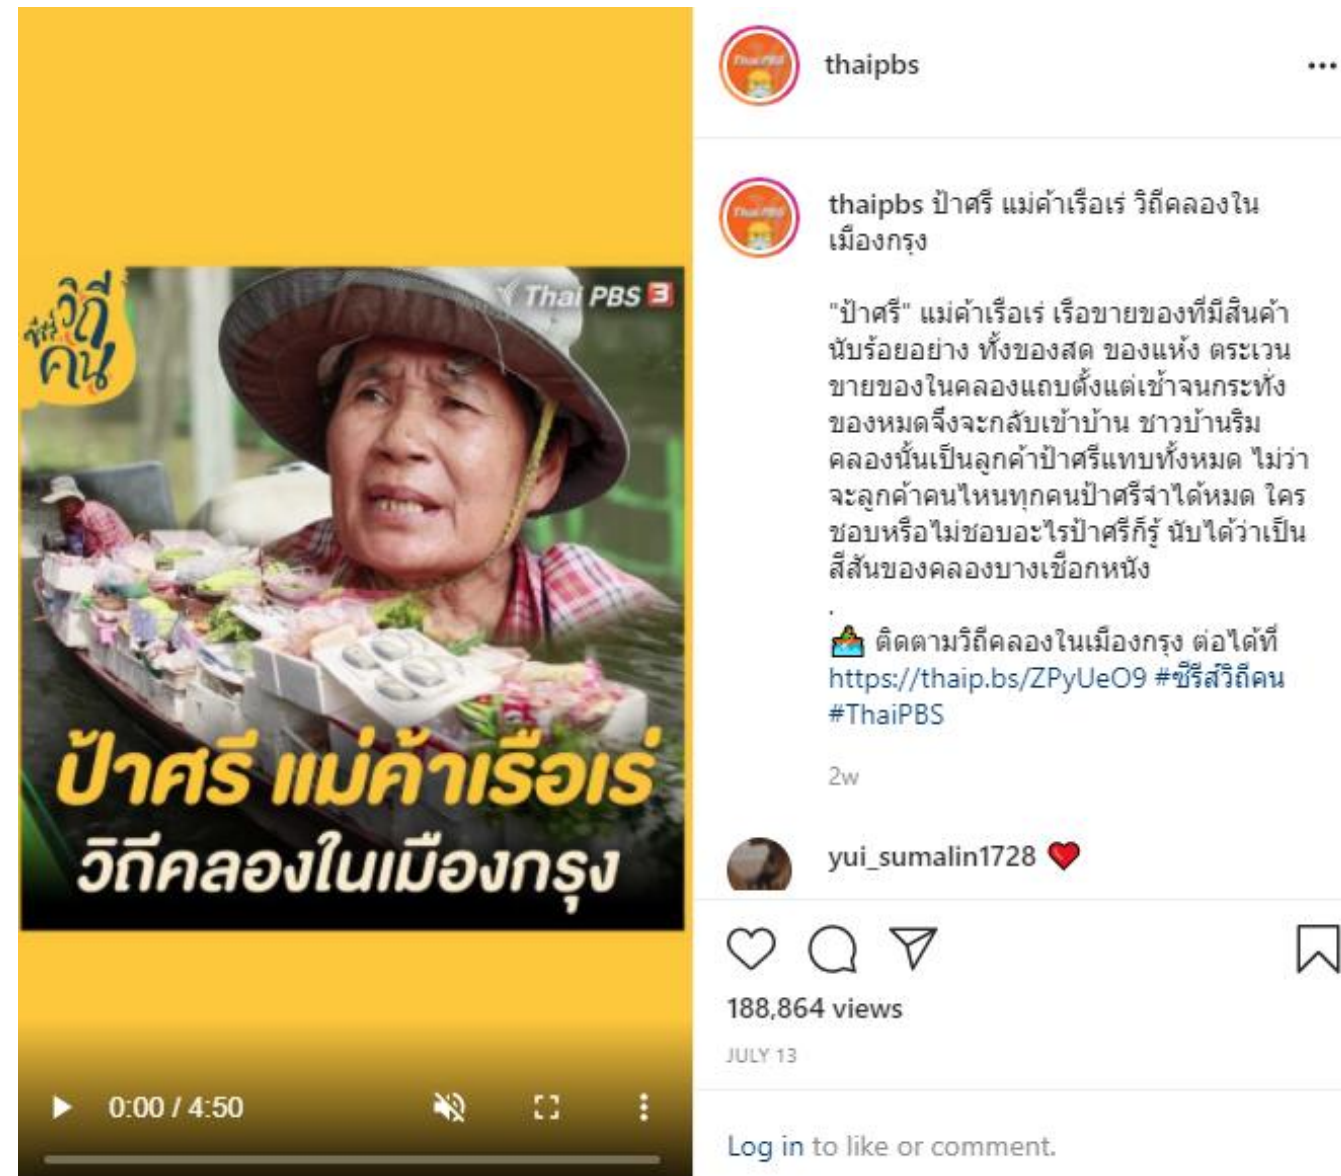 ซีรีส์วิถีคน
Thai PBS 3
ป้าศรี แม่ค้าเรือเร่
วิถีคลองในเมืองกรุง
0:00 / 4:50
thaipbs
thaipbs ป้าศรี แม่ค้าเรือเร่ วิถีคลองใน
เมืองกรุง
"ป้าศรี" แม่ค้าเรือเร่ เรือขายของที่มีสินค้า
นับร้อยอย่าง ทั้งของสด ของแห้ง ตระเวน
ขายของในคลองแถบตั้งแต่เช้าจนกระทั่ง
ของหมดจึงจะกลับเข้าบ้าน ชาวบ้านริม
คลองนั้นเป็นลูกค้าป้าศรีแทบทั้งหมด ไม่ว่า
จะลูกค้าคนไหนทุกคนป้าศรีจำได้หมด ใคร
ชอบหรือไม่ชอบอะไรป้าศรีก็รู้ นับได้ว่าเป็น
สีสันของคลองบางเชือกหนัง
.
ติดตามวิถีคลองในเมืองกรุง ต่อได้ที่
https://thaip.bs/ZPyUeO9 #ซีรีส์วิถีคน
#ThaiPBS
2w
yui_sumalin1728
188,864 views
JULY 13
Log in to like or comment.